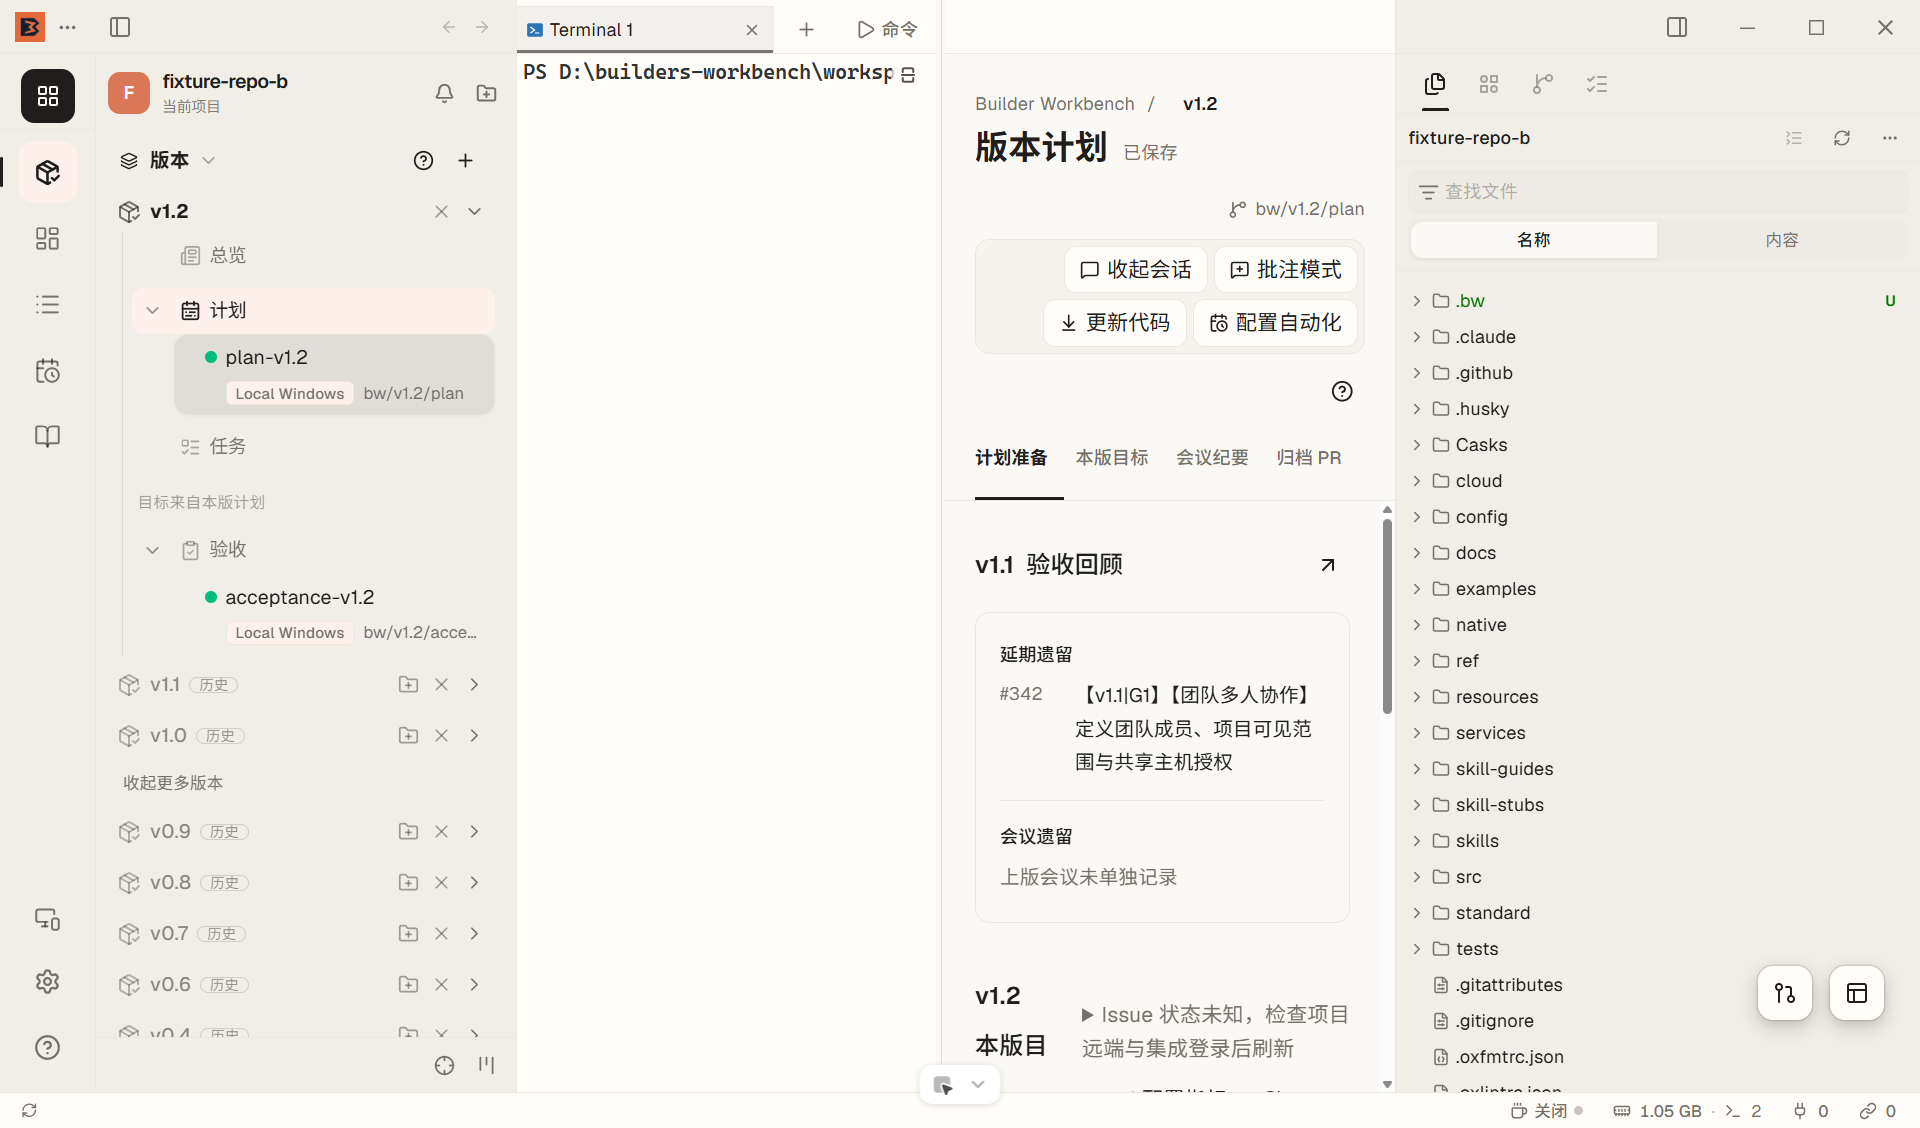 fixture-repo-b
当前项目
版本
v1.2
总览
计划
plan-v1.2
Local Windows bw/v1.2/plan
任务
目标来自本版计划
验收
acceptance-v1.2
Local Windows bw/v1.2/acce...
v1.1 历史
v1.0 历史
收起更多版本
v0.9 历史
v0.8 历史
v0.7 历史
v0.6 历史
v0.4 历史
Terminal 1
命令
PS D:\builders-workbench\worksp
Builder Workbench / v1.2
版本计划 已保存
bw/v1.2/plan
收起会话 批注模式
更新代码 配置自动化
计划准备 本版目标 会议纪要 归档 PR
v1.1 验收回顾
延期遗留
#342 【v1.1|G1】【团队多人协作】
定义团队成员、项目可见范
围与共享主机授权
会议遗留
上版会议未单独记录
v1.2
本版目
▶ Issue 状态未知，检查项目
远端与集成登录后刷新
fixture-repo-b
查找文件
名称 内容
.bw U
.claude
.github
.husky
Casks
cloud
config
docs
examples
native
ref
resources
services
skill-guides
skill-stubs
skills
src
standard
tests
.gitattributes
.gitignore
.oxfmtrc.json
.oxlintrc.json
关闭 1.05 GB · 2 0 0